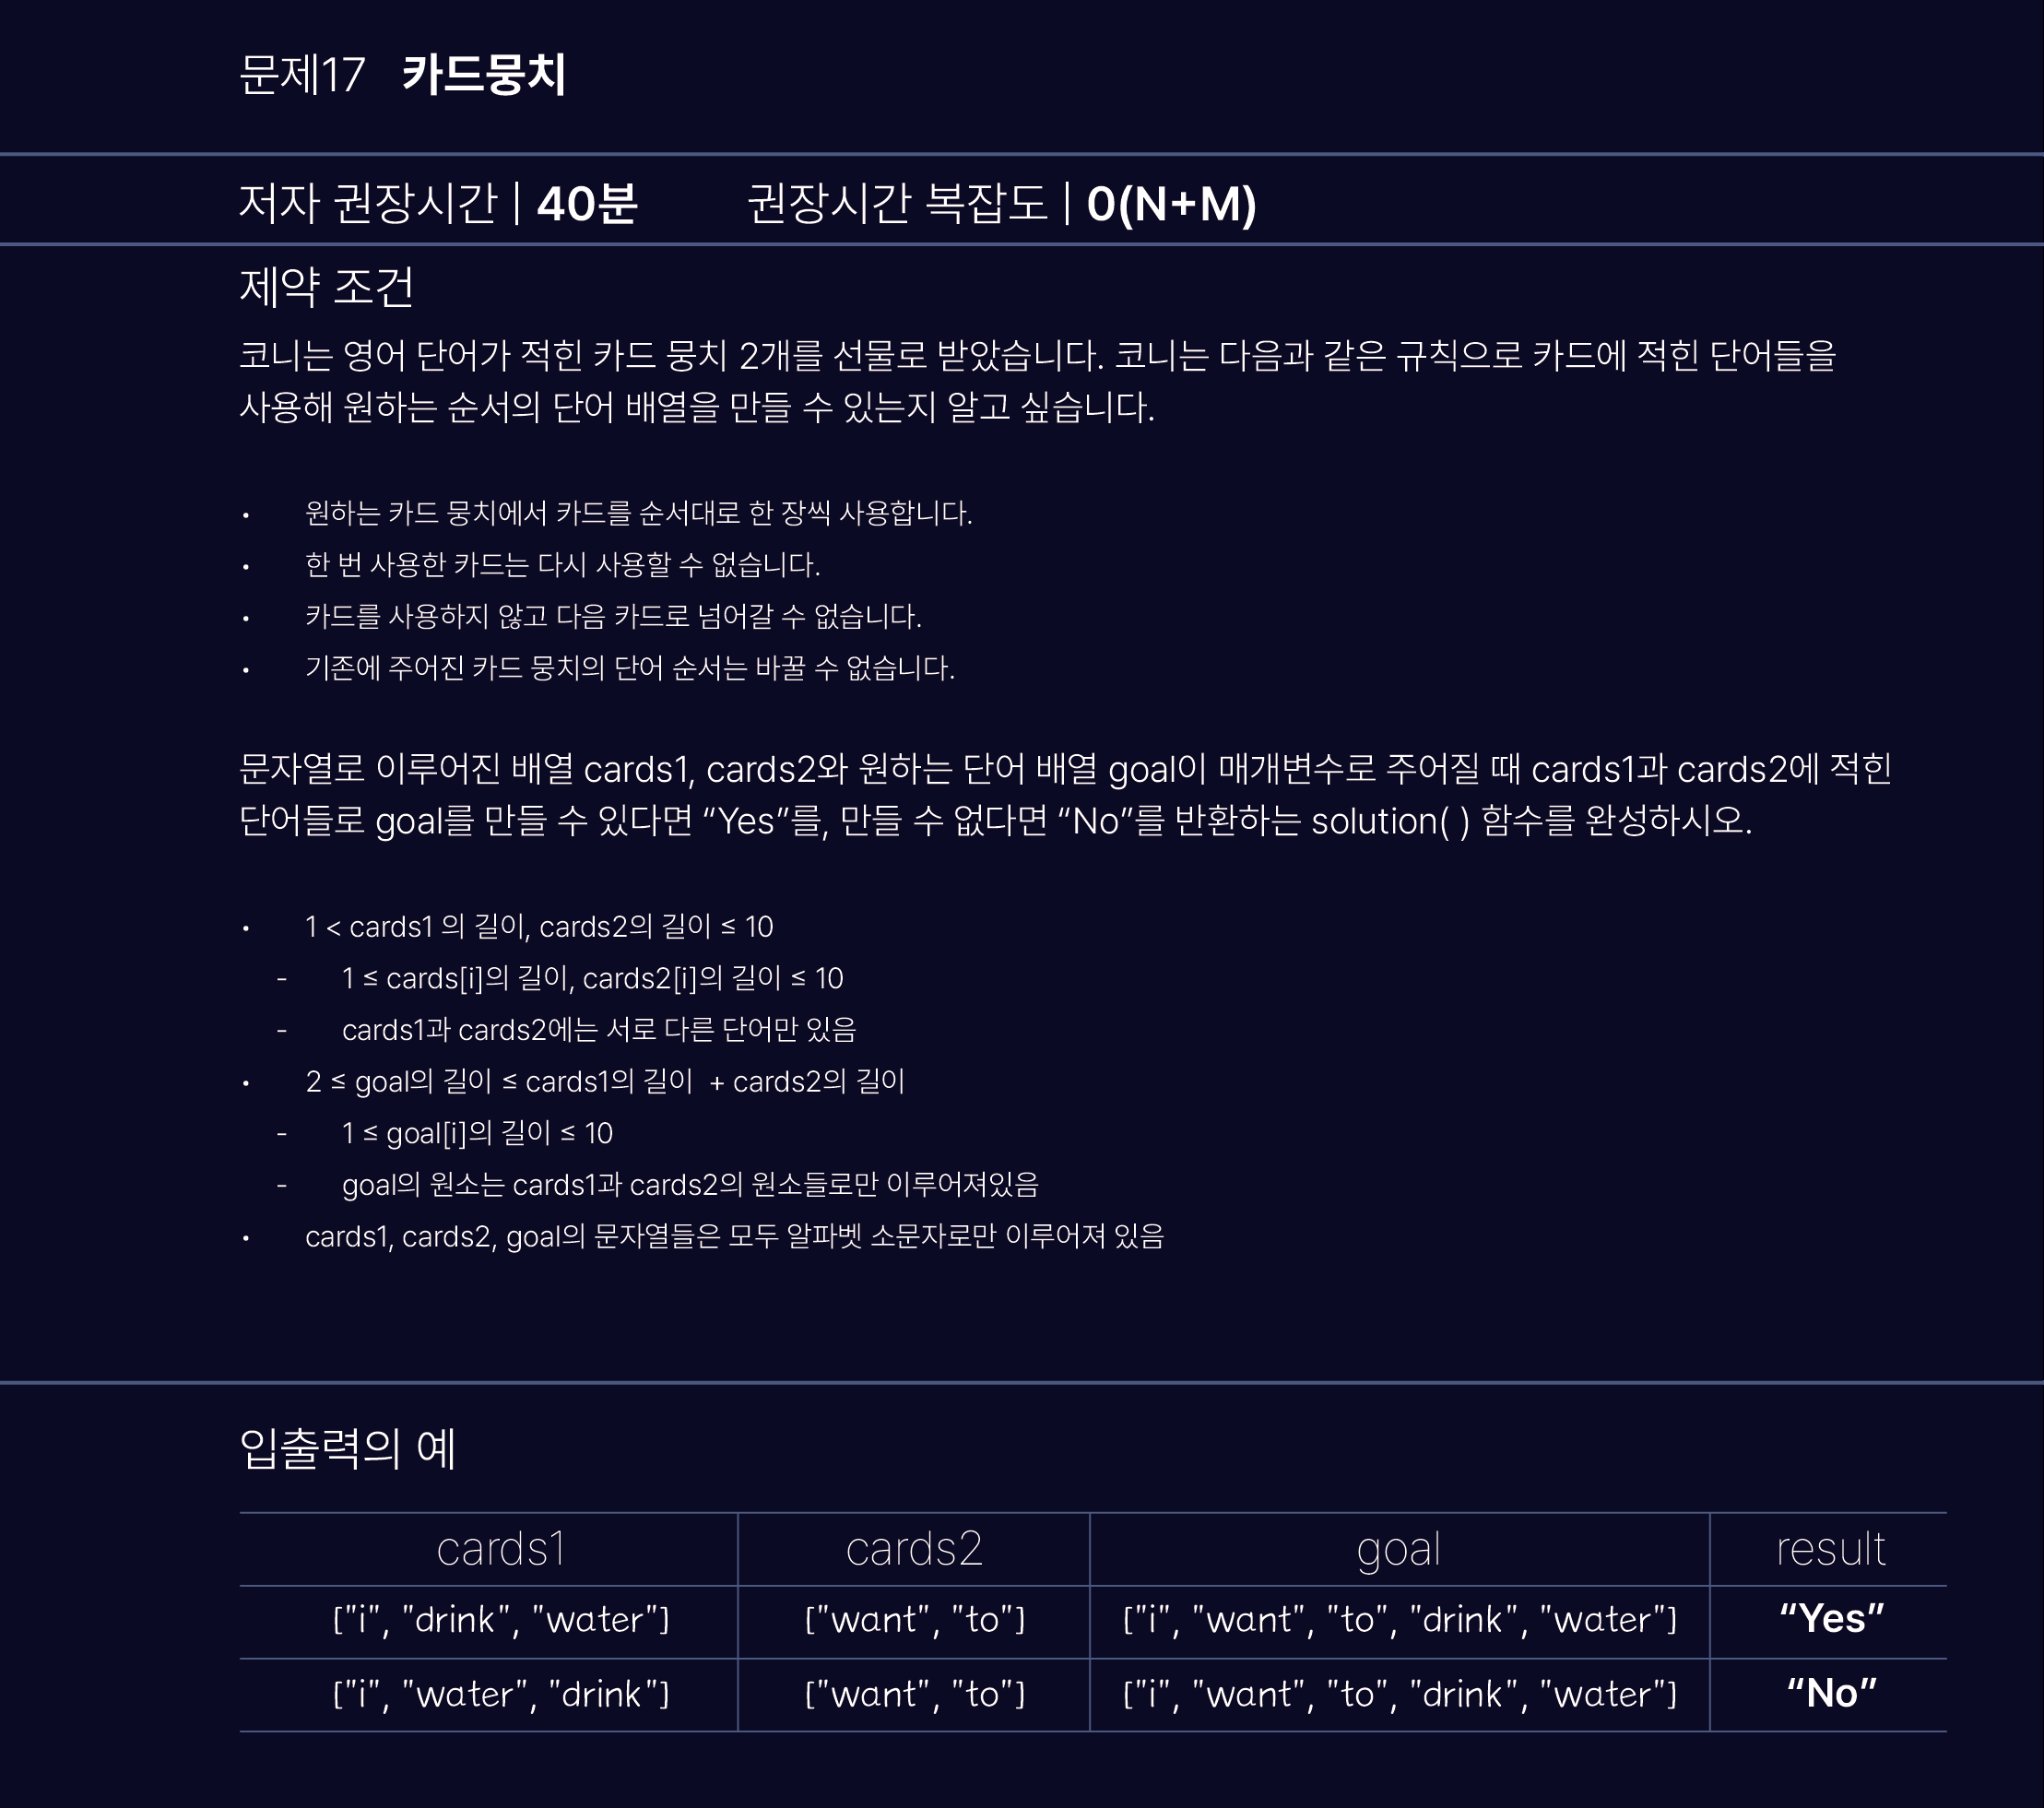 문제17 카드뭉치
저자 권장시간 | 40분 권장시간 복잡도 | 0(N+M)
제약 조건
코니는 영어 단어가 적힌 카드 뭉치 2개를 선물로 받았습니다. 코니는 다음과 같은 규칙으로 카드에 적힌 단어들을
사용해 원하는 순서의 단어 배열을 만들 수 있는지 알고 싶습니다.
• 원하는 카드 뭉치에서 카드를 순서대로 한 장씩 사용합니다.
• 한 번 사용한 카드는 다시 사용할 수 없습니다.
• 카드를 사용하지 않고 다음 카드로 넘어갈 수 없습니다.
• 기존에 주어진 카드 뭉치의 단어 순서는 바꿀 수 없습니다.
문자열로 이루어진 배열 cards1, cards2와 원하는 단어 배열 goal이 매개변수로 주어질 때 cards1과 cards2에 적힌
단어들로 goal를 만들 수 있다면 “Yes”를, 만들 수 없다면 “No”를 반환하는 solution( ) 함수를 완성하시오.
• 1 < cards1 의 길이, cards2의 길이 ≤ 10
- 1 ≤ cards[i]의 길이, cards2[i]의 길이 ≤ 10
- cards1과 cards2에는 서로 다른 단어만 있음
• 2 ≤ goal의 길이 ≤ cards1의 길이 + cards2의 길이
- 1 ≤ goal[i]의 길이 ≤ 10
- goal의 원소는 cards1과 cards2의 원소들로만 이루어져있음
• cards1, cards2, goal의 문자열들은 모두 알파벳 소문자로만 이루어져 있음
입출력의 예
cards1 cards2 goal result
["i", "drink", "water"] ["want", "to"] ["i", "want", "to", "drink", "water"] “Yes”
["i", "water", "drink"] ["want", "to"] ["i", "want", "to", "drink", "water"] “No”